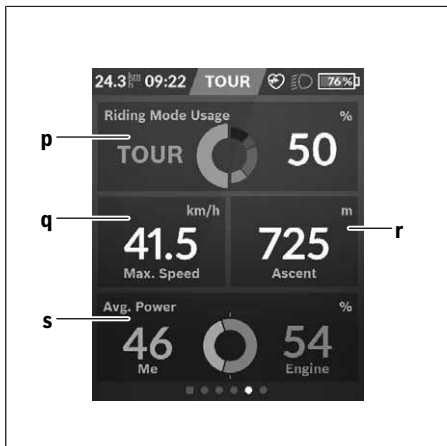 24.3 km/h 09:22 TOUR 76%
Riding Mode Usage %
p
TOUR 50
q
km/h m
41.5 725
r
Max. Speed Ascent
Avg. Power %
s
46 54
Me Engine